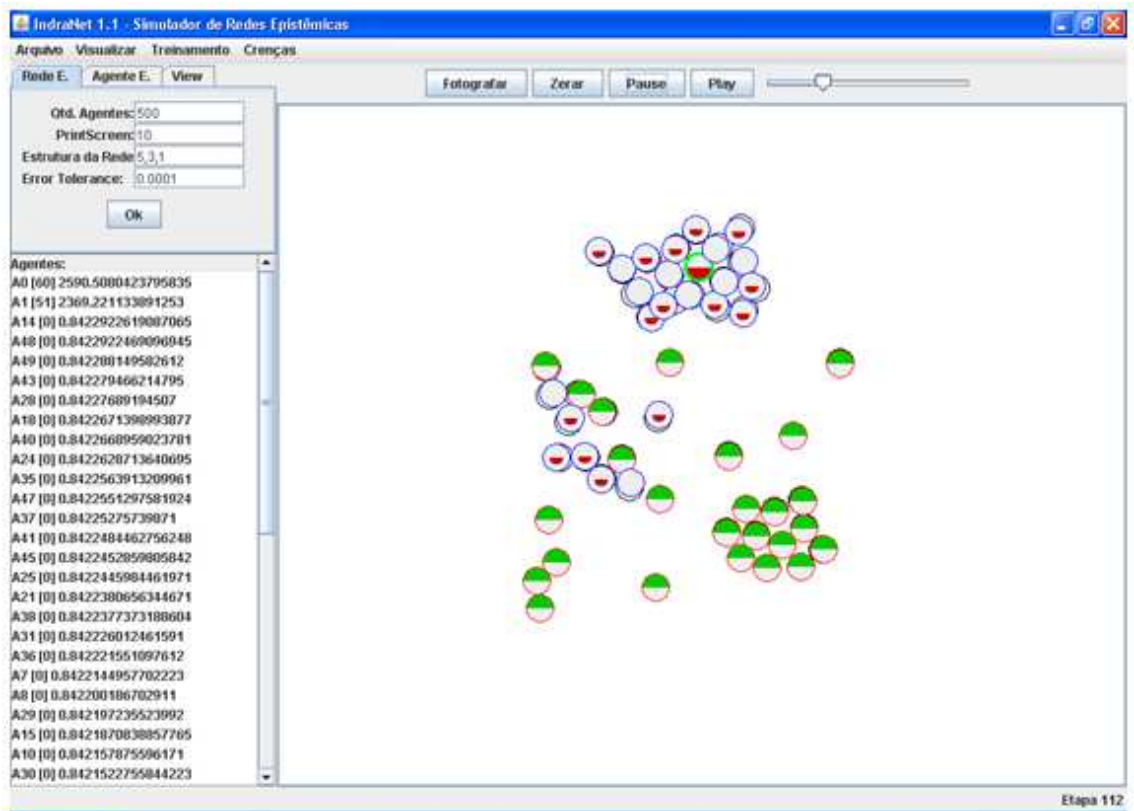 IndraNet 1.1 - Simulador de Redes Epistêmicas
Arquivo Visualizar Treinamento Crenças
Rede E. Agente E. View
Fotografar Zerar Pause Play
Qtd. Agentes: 500
PrintScreen: 10
Estrutura da Rede 5,3,1
Error Tolerance: 0.0001
Ok
Agentes:
A0 [60] 2590.5080423795835
A1 [51] 2369.221133891253
A14 [0] 0.8422922619087065
A48 [0] 0.8422922469096945
A49 [0] 0.842288149582612
A43 [0] 0.842279466214795
A28 [0] 0.84227689194507
A18 [0] 0.8422671398993877
A40 [0] 0.8422668959023781
A24 [0] 0.8422628713640695
A35 [0] 0.8422563913209961
A47 [0] 0.8422551297581924
A37 [0] 0.84225275739871
A41 [0] 0.8422484462756248
A45 [0] 0.8422452859805842
A25 [0] 0.8422445984461971
A21 [0] 0.8422380656344671
A38 [0] 0.8422377373188604
A31 [0] 0.842226012461591
A36 [0] 0.842221551097612
A7 [0] 0.8422144957702223
A8 [0] 0.842200186702911
A29 [0] 0.842197235523992
A15 [0] 0.8421870838857765
A10 [0] 0.842157875596171
A30 [0] 0.8421522755844223
Etapa 112